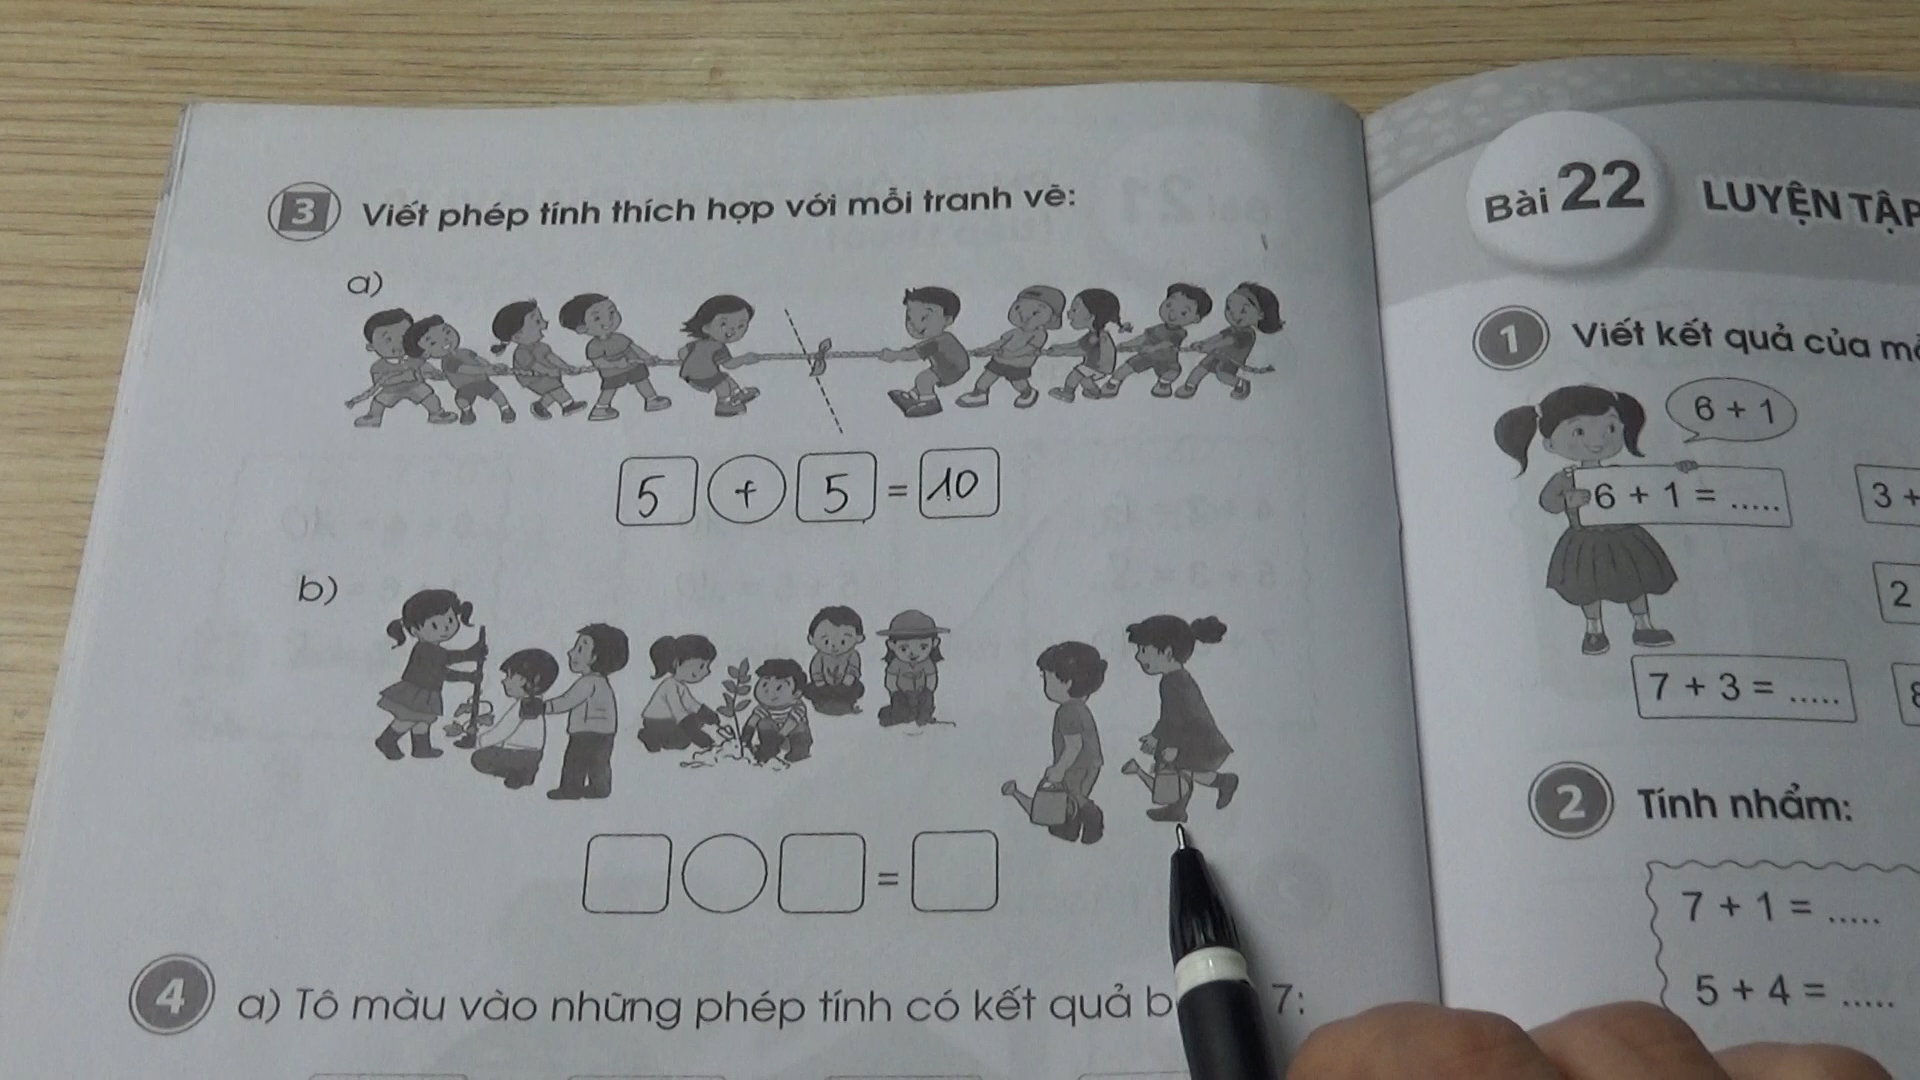 3 Viết phép tính thích hợp với mỗi tranh vẽ:
a)
5 + 5 = 10
b)
=
4 a) Tô màu vào những phép tính có kết quả b 7:
Bài 22 LUYỆN TẬP
1 Viết kết quả của
6 + 1
6 + 1 = .....
3 +
2
7 + 3 = .....
2 Tính nhẩm:
7 + 1 = .....
5 + 4 = .....